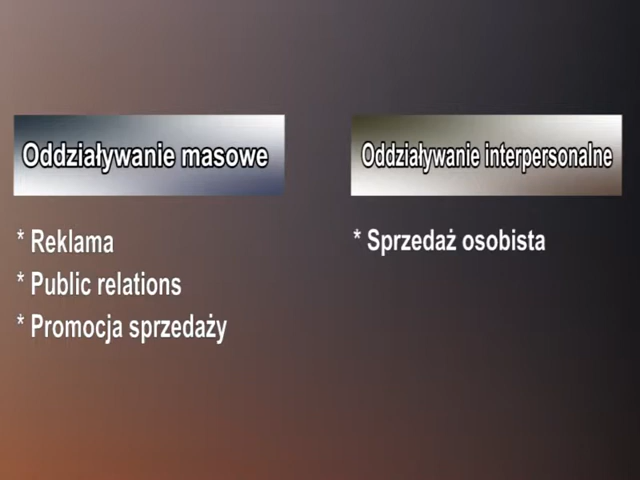 Oddziaływanie masowe
* Reklama
* Public relations
* Promocja sprzedaży
Oddziaływanie interpersonalne
* Sprzedaż osobista